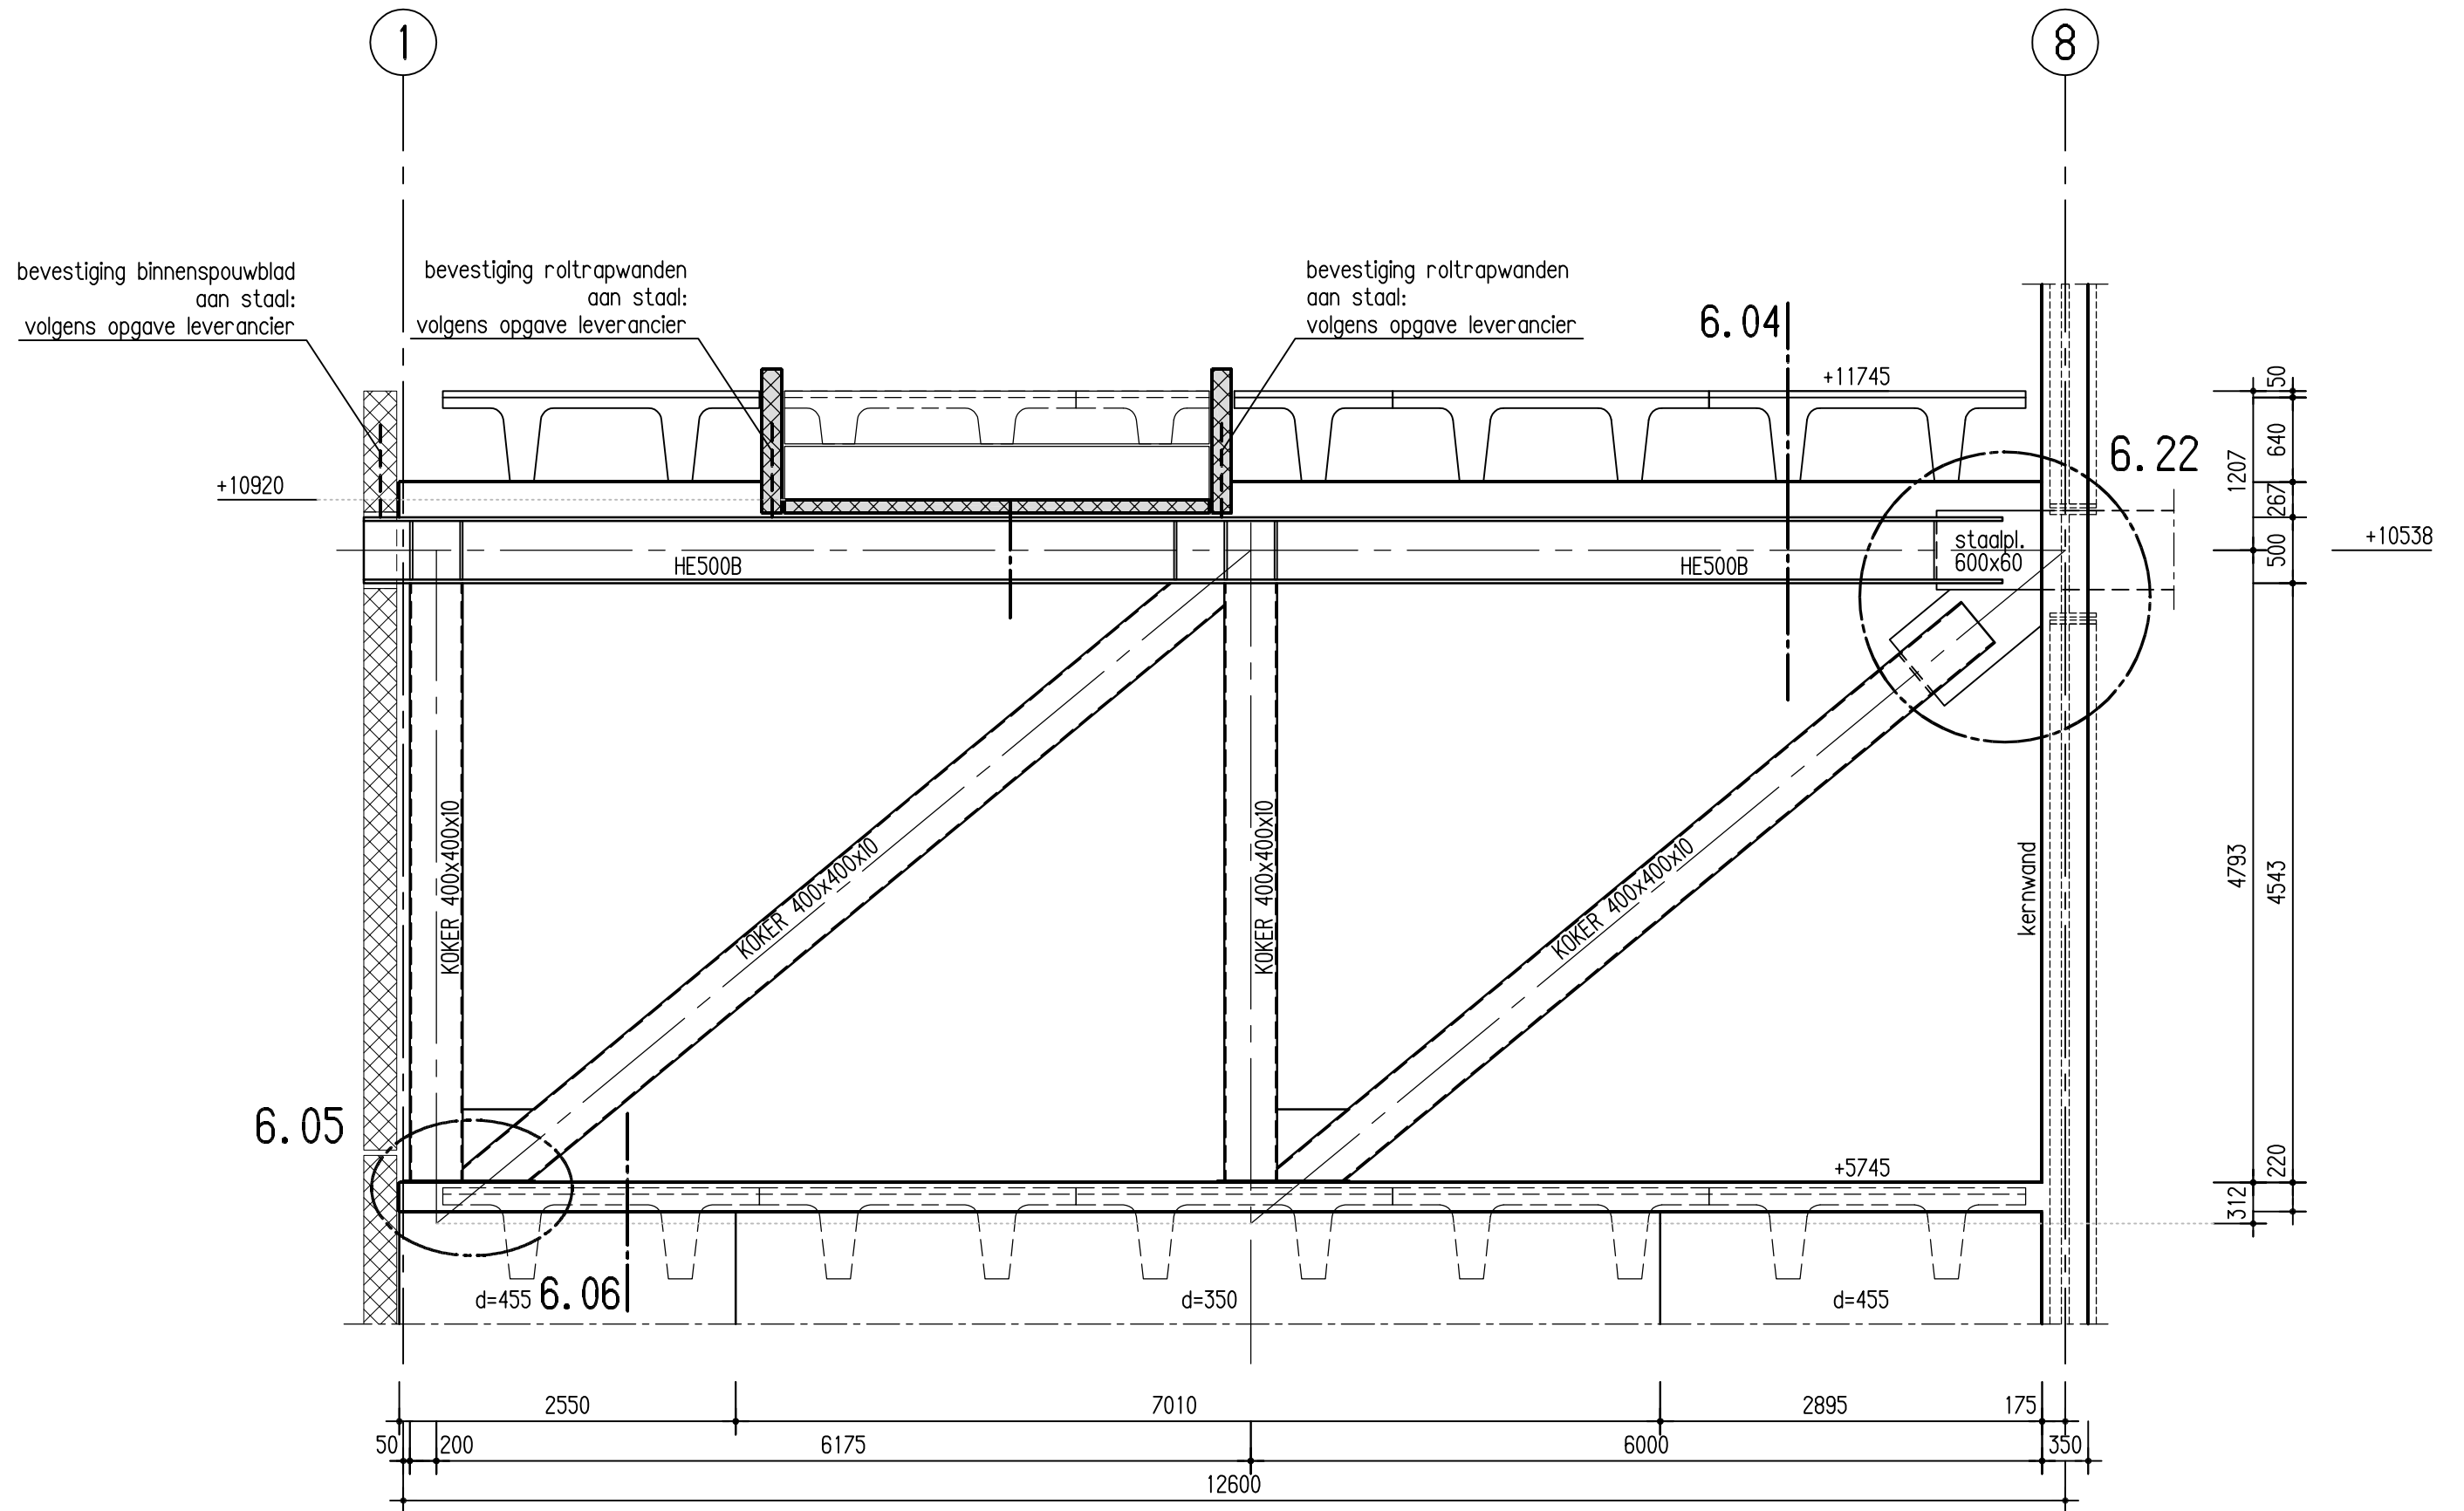 1
8
bevestiging binnenspouwblad
aan staal:
volgens opgave leverancier
bevestiging roltrapwanden
aan staal:
volgens opgave leverancier
bevestiging roltrapwanden
aan staal:
volgens opgave leverancier
6.04
+11745
6.22
+10920
+10538
HE500B
HE500B
staalpl.
600x60
50
640
267
500
1207
4793
4543
220
312
KOKER 400x400x10
KOKER 400x400x10
KOKER 400x400x10
KOKER 400x400x10
kernwand
6.05
+5745
d=455
6.06
d=350
d=455
2550
7010
2895
175
50
200
6175
6000
350
12600